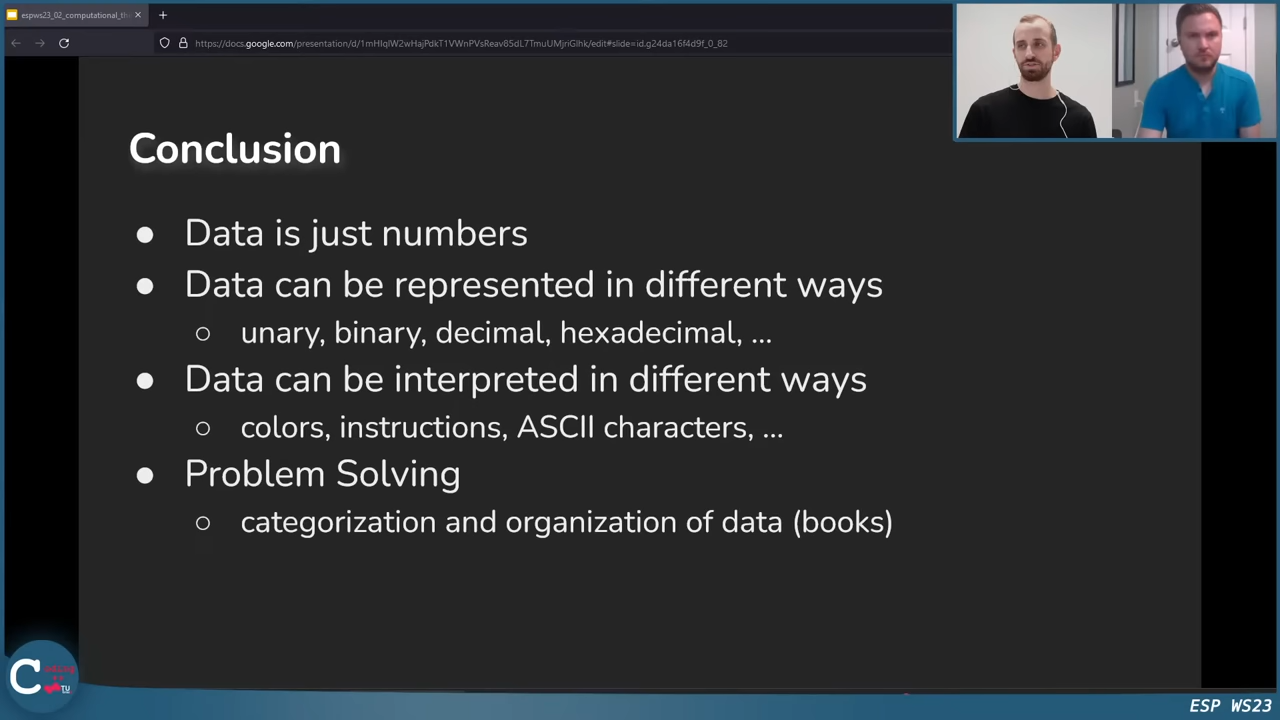 espws23_02_computational_th
https://docs.google.com/presentation/d/1mHIqIW2wHajPdkT1VWnPVsReav85dL7TmuUMjriGlhk/edit#slide=id.g24da16f4d9f_0_82
Conclusion
● Data is just numbers
● Data can be represented in different ways
○ unary, binary, decimal, hexadecimal, ...
● Data can be interpreted in different ways
○ colors, instructions, ASCII characters, ...
● Problem Solving
○ categorization and organization of data (books)
C
TU
ESP WS23